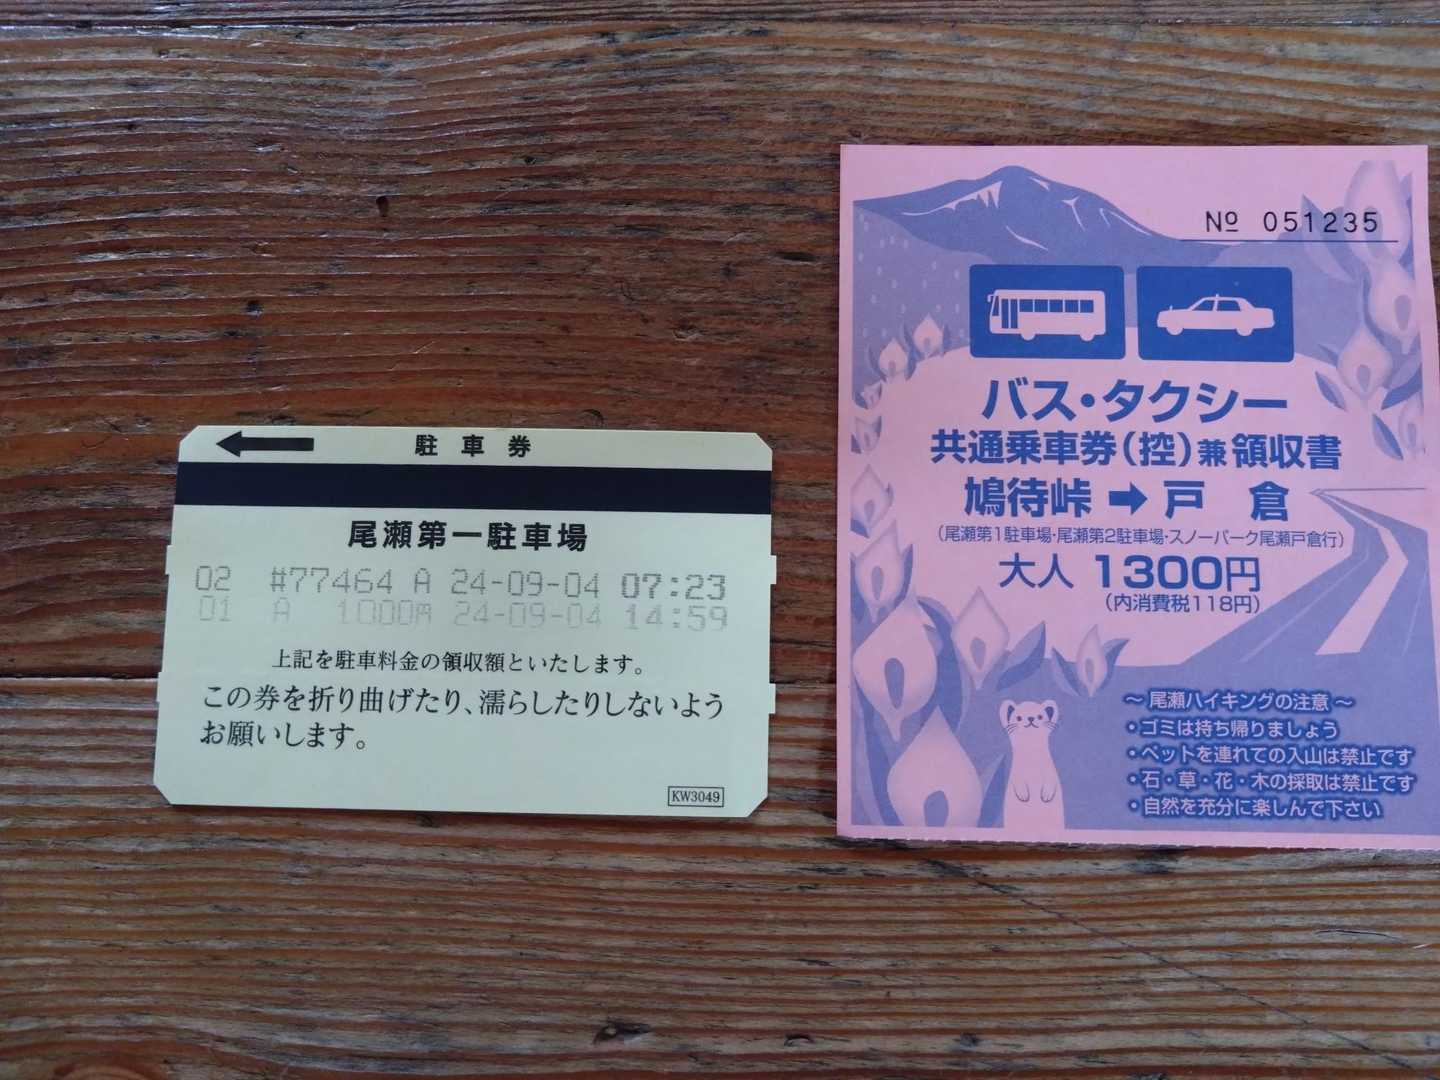 駐車券
尾瀬第一駐車場
02 #77464 A 24-09-04 07:23
01 A 1000円 24-09-04 14:59
上記を駐車料金の領収額といたします。
この券を折り曲げたり、濡らしたりしないよう
お願いします。
KW3049
№ 051235
バス・タクシー
共通乗車券(控)兼領収書
鳩待峠➡戸倉
(尾瀬第1駐車場・尾瀬第2駐車場・スノーパーク尾瀬戸倉行)
大人 1300円
(内消費税118円)
～ 尾瀬ハイキングの注意 ～
・ゴミは持ち帰りましょう
・ペットを連れての入山は禁止です
・石・草・花・木の採取は禁止です
・自然を充分に楽しんで下さい